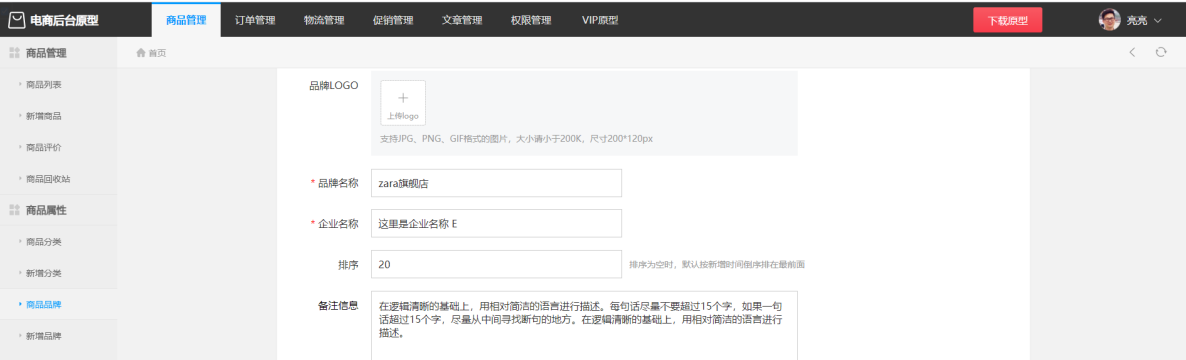 电商后台原型
商品管理 订单管理 物流管理 促销管理 文章管理 权限管理 VIP原型
下载原型
亮亮
商品管理
商品列表
新增商品
商品评价
商品回收站
商品属性
商品分类
新增分类
商品品牌
新增品牌
首页
品牌LOGO
上传logo
支持JPG、PNG、GIF格式的图片，大小请小于200K，尺寸200*120px
* 品牌名称 zara旗舰店
* 企业名称 这里是企业名称 E
排序 20 排序为空时，默认按新增时间倒序排在最前面
备注信息 在逻辑清晰的基础上，用相对简洁的语言进行描述。每句话尽量不要超过15个字，如果一句
话超过15个字，尽量从中间寻找断句的地方。在逻辑清晰的基础上，用相对简洁的语言进行
描述。